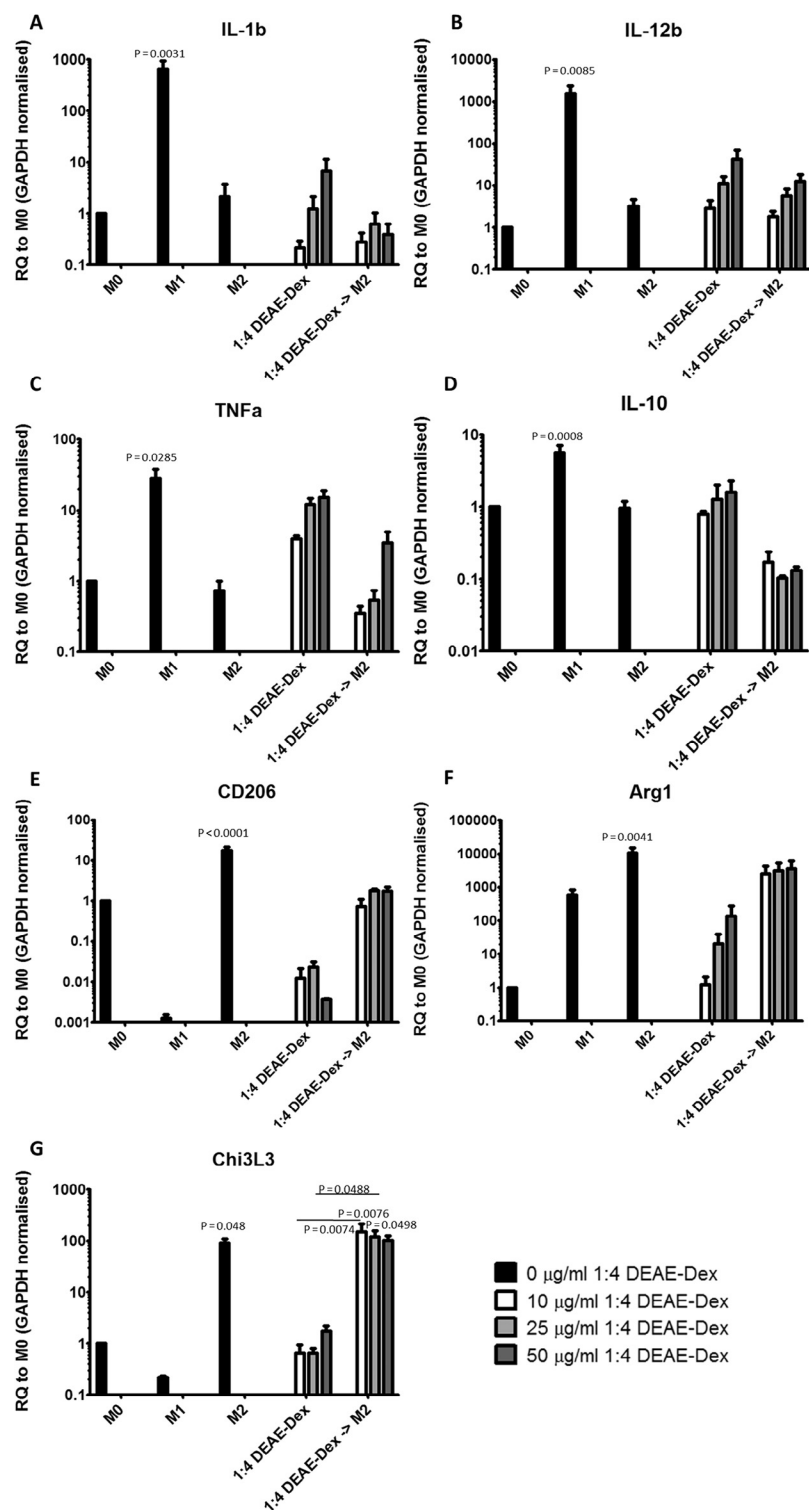 A
IL-1b
RQ to M0 (GAPDH normalised)
1000
100
10
1
0.1
P=0.0031
M0
M1
M2
1:4 DEAE-Dex
1:4 DEAE-Dex -> M2
B
IL-12b
RQ to M0 (GAPDH normalised)
10000
1000
100
10
1
0.1
P=0.0085
M0
M1
M2
1:4 DEAE-Dex
1:4 DEAE-Dex -> M2
C
TNFa
RQ to M0 (GAPDH normalised)
100
10
1
0.1
P=0.0285
M0
M1
M2
1:4 DEAE-Dex
1:4 DEAE-Dex -> M2
D
IL-10
RQ to M0 (GAPDH normalised)
10
1
0.1
0.01
P=0.0008
M0
M1
M2
1:4 DEAE-Dex
1:4 DEAE-Dex -> M2
E
CD206
RQ to M0 (GAPDH normalised)
100
10
1
0.1
0.01
0.001
P<0.0001
M0
M1
M2
1:4 DEAE-Dex
1:4 DEAE-Dex -> M2
F
Arg1
RQ to M0 (GAPDH normalised)
100000
10000
1000
100
10
1
0.1
P=0.0041
M0
M1
M2
1:4 DEAE-Dex
1:4 DEAE-Dex -> M2
G
Chi3L3
RQ to M0 (GAPDH normalised)
1000
100
10
1
0.1
P=0.048
P=0.0488
P=0.0076
P=0.0074
P=0.0498
M0
M1
M2
1:4 DEAE-Dex
1:4 DEAE-Dex -> M2
0 μg/ml 1:4 DEAE-Dex
10 μg/ml 1:4 DEAE-Dex
25 μg/ml 1:4 DEAE-Dex
50 μg/ml 1:4 DEAE-Dex